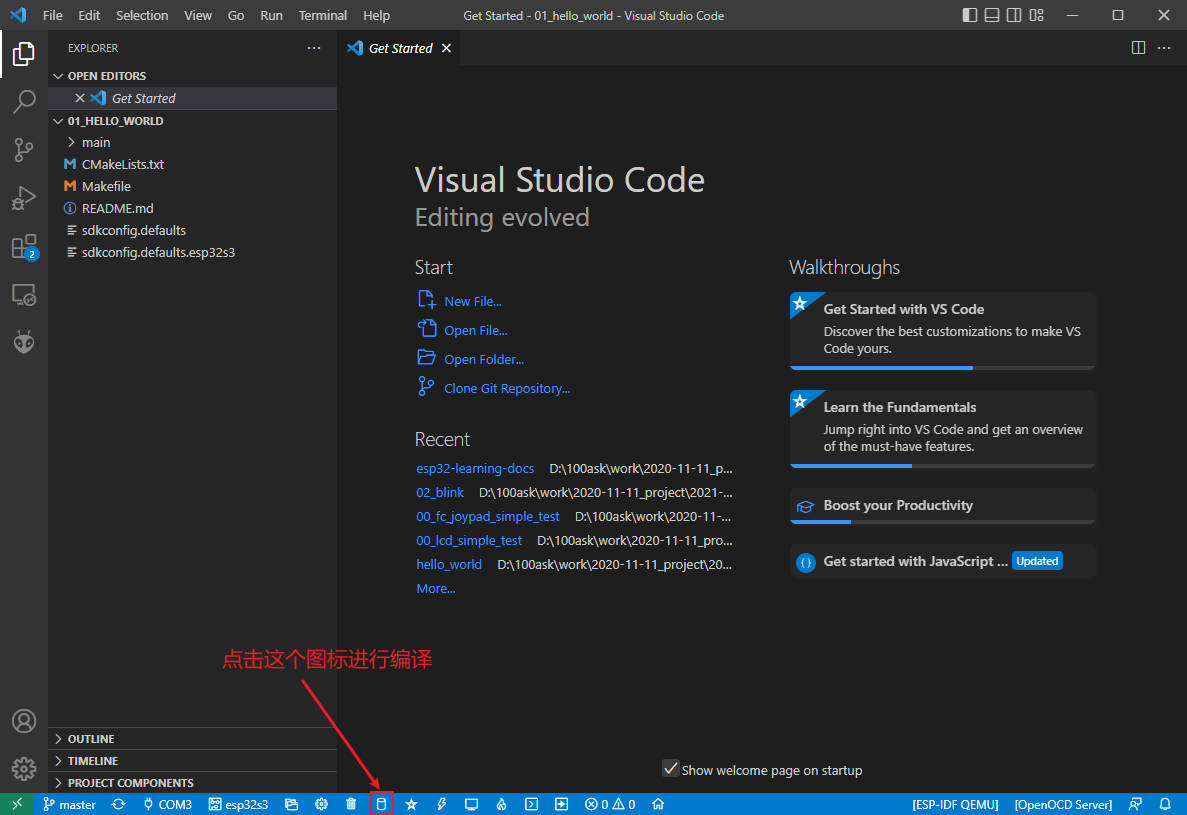 File Edit Selection View Go Run Terminal Help Get Started - 01_hello_world - Visual Studio Code
EXPLORER
Get Started
OPEN EDITORS
Get Started
01_HELLO_WORLD
main
CMakeLists.txt
Makefile
README.md
sdkconfig.defaults
sdkconfig.defaults.esp32s3
2
Visual Studio Code
Editing evolved
Start
New File...
Open File...
Open Folder...
Clone Git Repository...
Recent
esp32-learning-docs D:\100ask\work\2020-11-11_p...
02_blink D:\100ask\work\2020-11-11_project\2021-...
00_fc_joypad_simple_test D:\100ask\work\2020-11-...
00_lcd_simple_test D:\100ask\work\2020-11-11_pro...
hello_world D:\100ask\work\2020-11-11_project\20...
More...
Walkthroughs
Get Started with VS Code
Discover the best customizations to make VS
Code yours.
Learn the Fundamentals
Jump right into VS Code and get an overview
of the must-have features.
Boost your Productivity
Get started with JavaScript ... Updated
点击这个图标进行编译
OUTLINE
TIMELINE
PROJECT COMPONENTS
Show welcome page on startup
master COM3 esp32s3 0 0 [ESP-IDF QEMU] [OpenOCD Server]